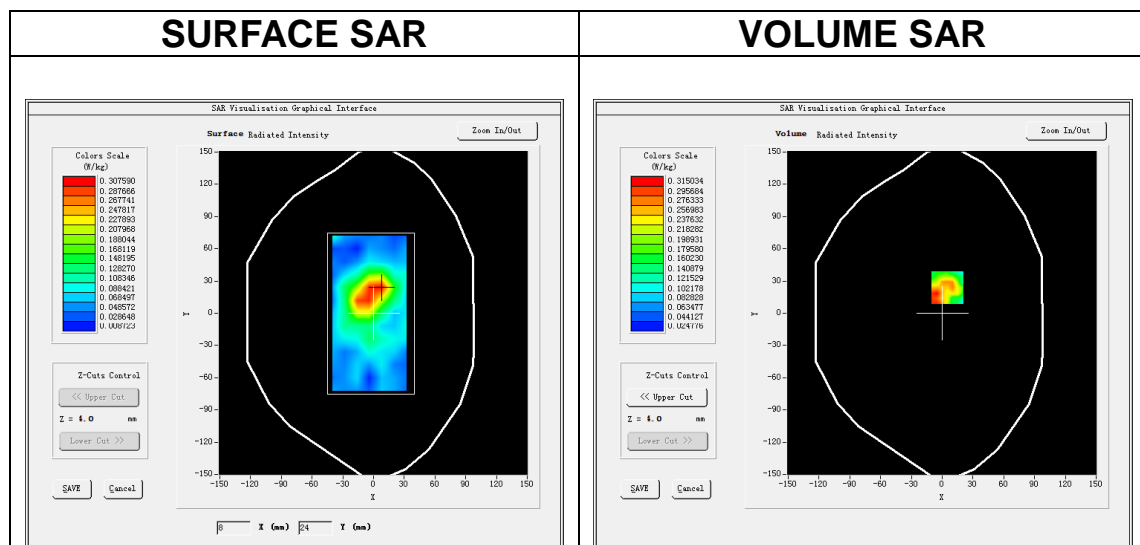 SURFACE SAR
VOLUME SAR
SAR Visualisation Graphical Interface
Surface Radiated Intensity
Zoom In/Out
Colors Scale
(W/kg)
0.307590
0.287666
0.267741
0.247817
0.227893
0.207968
0.188044
0.168119
0.148195
0.128270
0.108346
0.088421
0.068497
0.048572
0.028648
0.008723
Z-Cuts Control
<< Upper Cut
Z = 4.0 mm
Lower Cut >>
SAVE Cancel
150
120
90
60
30
0
-30
-60
-90
-120
-150
Y
-150 -120 -90 -60 -30 0 30 60 90 120 150
X
8 X (mm) 24 Y (mm)
SAR Visualisation Graphical Interface
Volume Radiated Intensity
Zoom In/Out
Colors Scale
(W/kg)
0.315034
0.295684
0.276333
0.256983
0.237632
0.218282
0.198931
0.179580
0.160230
0.140879
0.121529
0.102178
0.082828
0.063477
0.044127
0.024776
Z-Cuts Control
<< Upper Cut
Z = 4.0 mm
Lower Cut >>
SAVE Cancel
150
120
90
60
30
0
-30
-60
-90
-120
-150
Y
-150 -120 -90 -60 -30 0 30 60 90 120 150
X